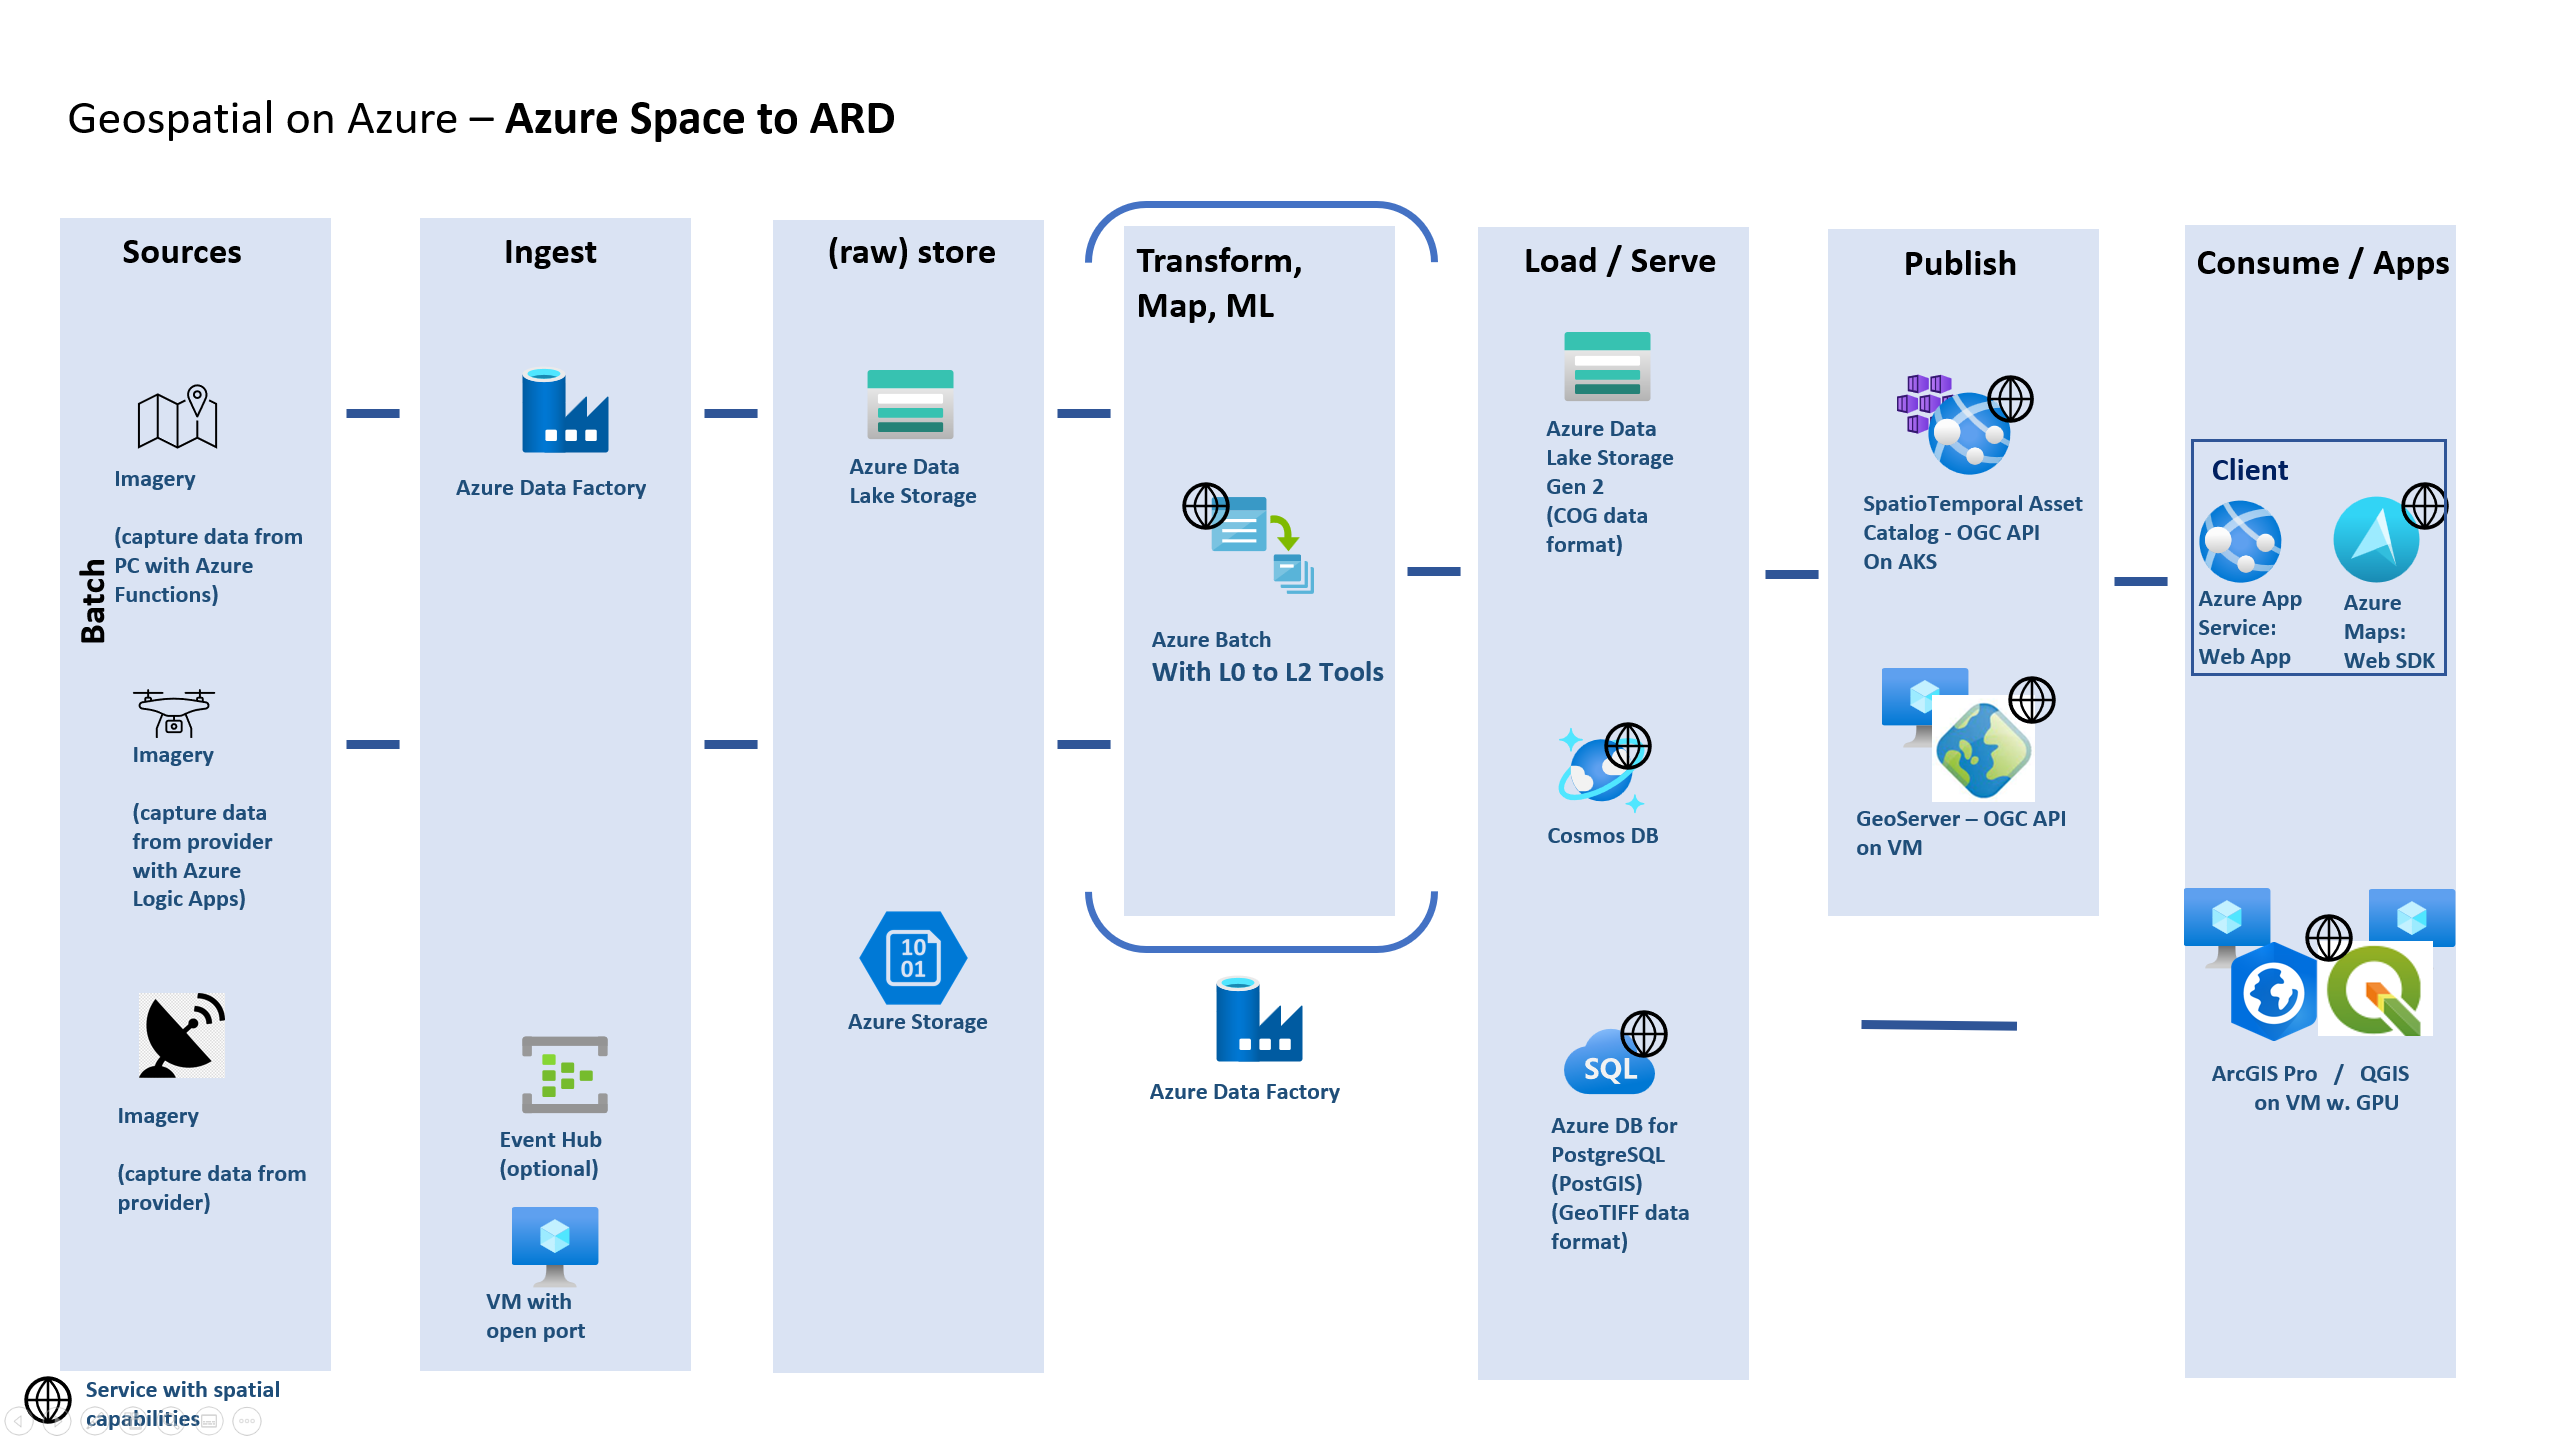 Geospatial on Azure – Azure Space to ARD
Sources
Batch
Imagery
(capture data from
PC with Azure
Functions)
Imagery
(capture data
from provider
with Azure
Logic Apps)
Imagery
(capture data from
provider)
Ingest
Azure Data Factory
Event Hub
(optional)
VM with
open port
(raw) store
Azure Data
Lake Storage
10
01
Azure Storage
Transform,
Map, ML
Azure Batch
With L0 to L2 Tools
Azure Data Factory
Load / Serve
Azure Data
Lake Storage
Gen 2
(COG data
format)
Cosmos DB
SQL
Azure DB for
PostgreSQL
(PostGIS)
(GeoTIFF data
format)
Publish
SpatioTemporal Asset
Catalog - OGC API
On AKS
GeoServer – OGC API
on VM
Consume / Apps
Client
Azure App
Service:
Web App
Azure
Maps:
Web SDK
ArcGIS Pro / QGIS
on VM w. GPU
Service with spatial
capabilities